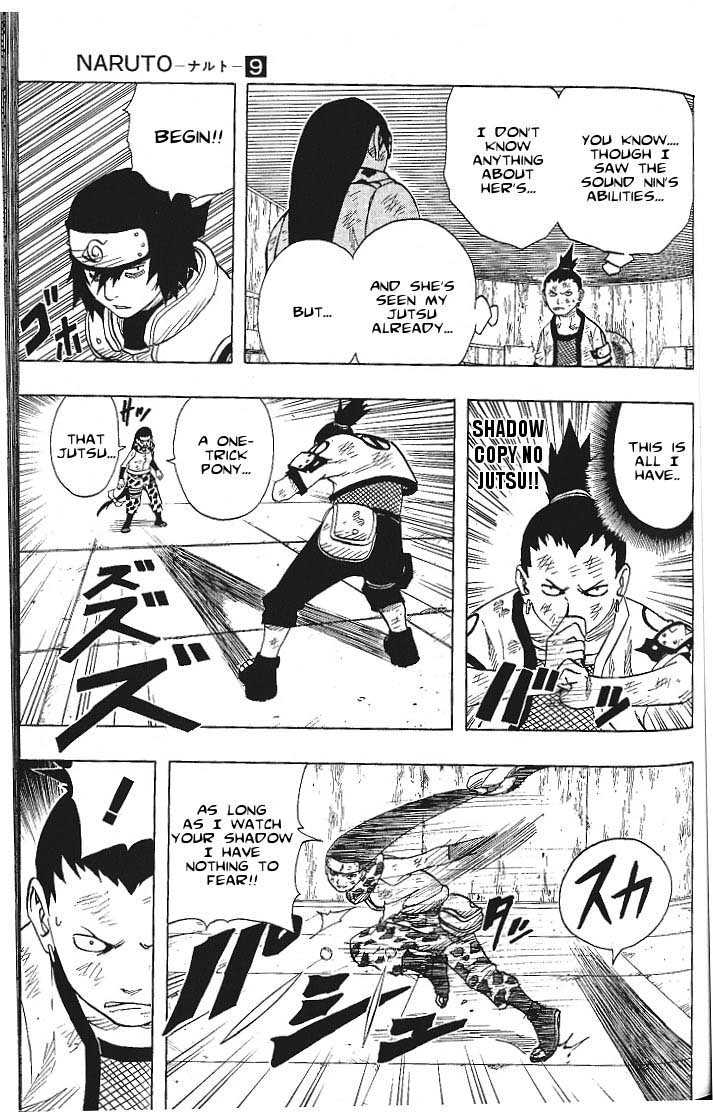 NARUTO —ナルト— 9
YOU KNOW....
THOUGH I
SAW THE
SOUND NIN'S
ABILITIES...
I DON'T
KNOW
ANYTHING
ABOUT
HER'S...
AND SHE'S
SEEN MY
JUTSU
ALREADY...
BUT...
BEGIN!!
ゴホ
THIS IS
ALL I
HAVE..
SHADOW
COPY NO
JUTSU!!
バッ
A ONE-
TRICK
PONY...
THAT
JUTSU...
サッ
ズズズ
スカ
AS LONG
AS I WATCH
YOUR SHADOW
I HAVE
NOTHING TO
FEAR!!
タッ
バシュ
!